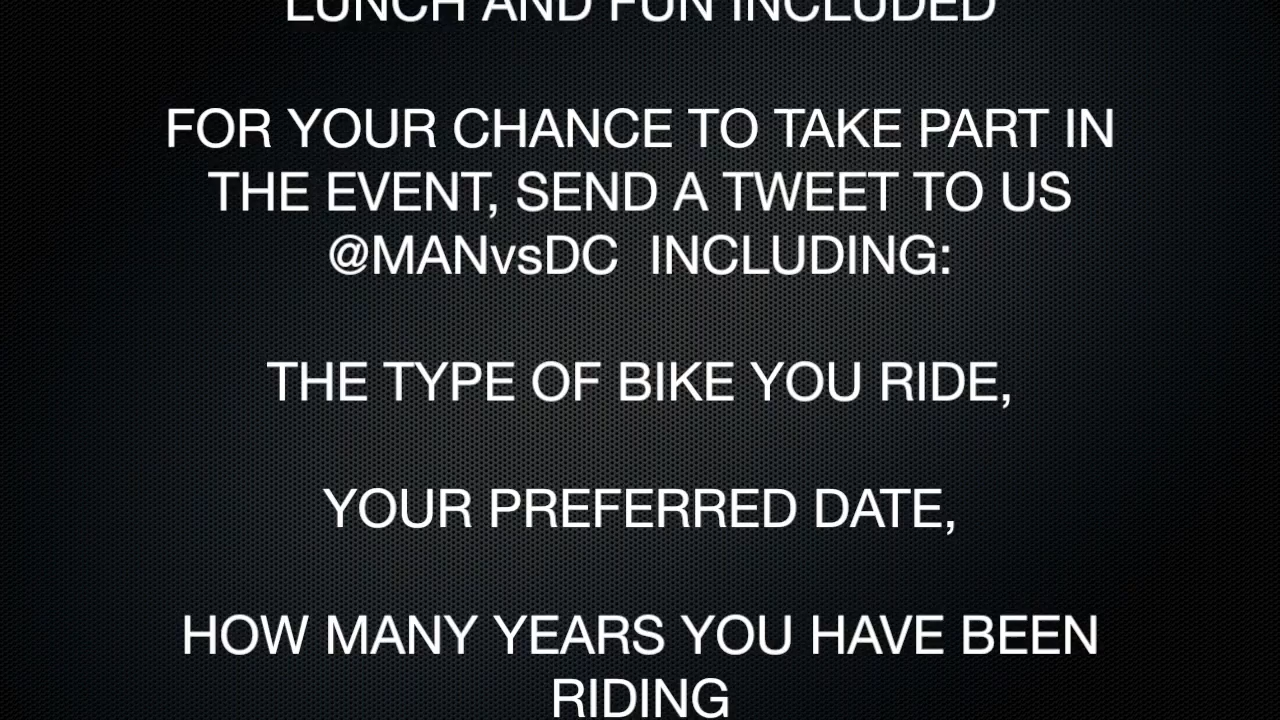 LUNCH AND FUN INCLUDED
FOR YOUR CHANCE TO TAKE PART IN
THE EVENT, SEND A TWEET TO US
@MANvsDC INCLUDING:
THE TYPE OF BIKE YOU RIDE,
YOUR PREFERRED DATE,
HOW MANY YEARS YOU HAVE BEEN
RIDING